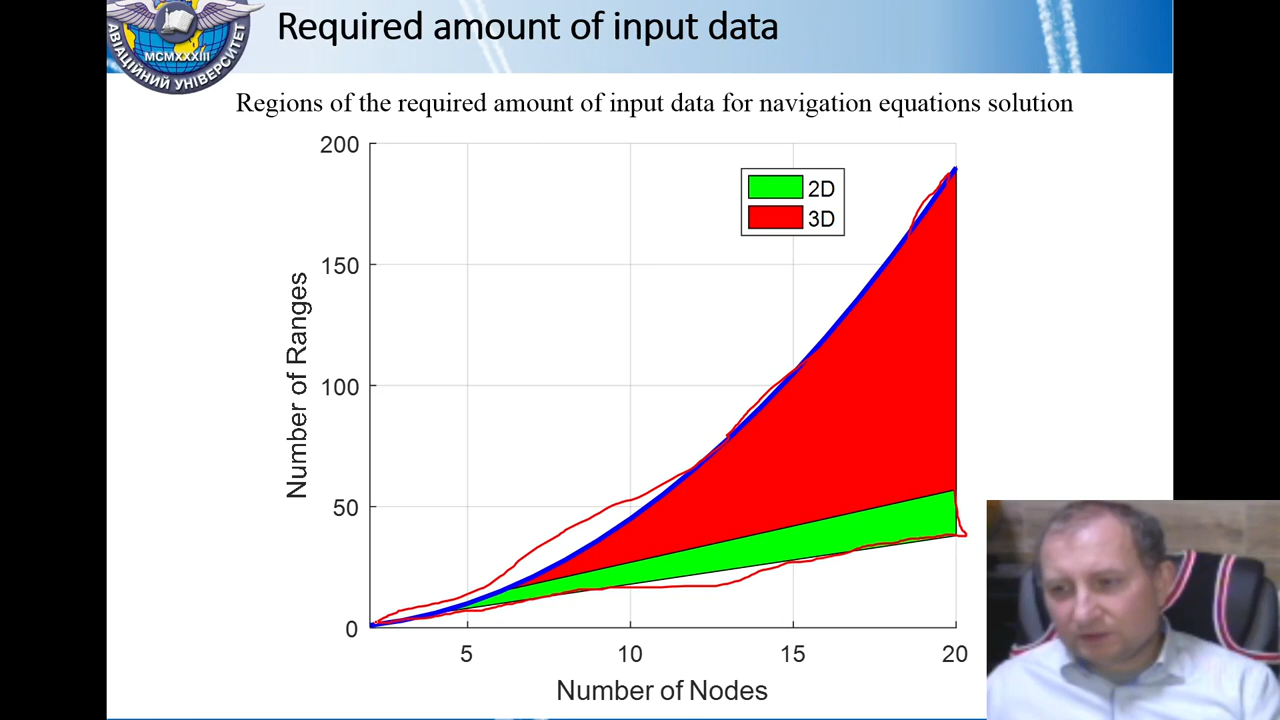 Required amount of input data
MCMXXXIII
АВІАЦІЙНИЙ УНІВЕРСИТЕТ
Regions of the required amount of input data for navigation equations solution
200
150
100
50
0
Number of Ranges
2D
3D
5 10 15 20
Number of Nodes